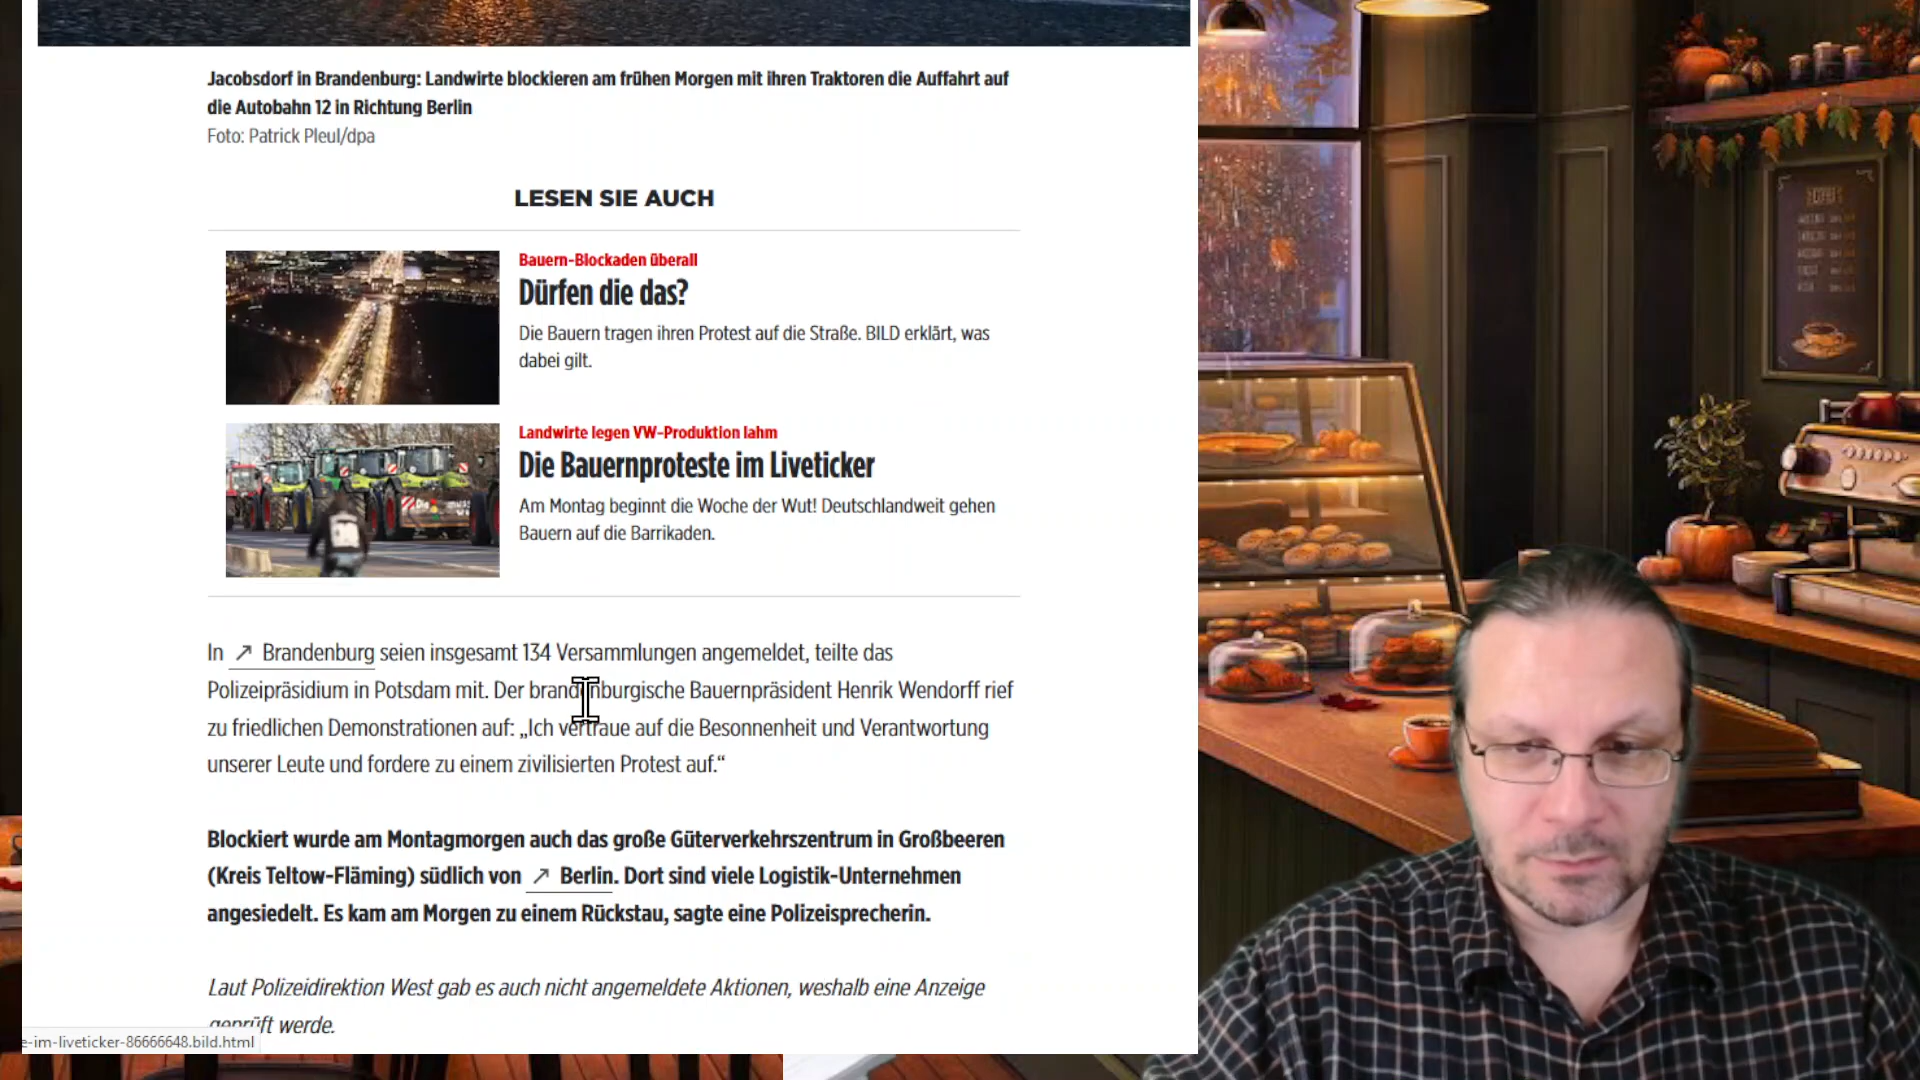 Jacobsdorf in Brandenburg: Landwirte blockieren am frühen Morgen mit ihren Traktoren die Auffahrt auf
die Autobahn 12 in Richtung Berlin
Foto: Patrick Pleul/dpa
LESEN SIE AUCH
Bauern-Blockaden überall
Dürfen die das?
Die Bauern tragen ihren Protest auf die Straße. BILD erklärt, was
dabei gilt.
Landwirte legen VW-Produktion lahm
Die Bauernproteste im Liveticker
Am Montag beginnt die Woche der Wut! Deutschlandweit gehen
Bauern auf die Barrikaden.
In ↗ Brandenburg seien insgesamt 134 Versammlungen angemeldet, teilte das
Polizeipräsidium in Potsdam mit. Der brandenburgische Bauernpräsident Henrik Wendorff rief
zu friedlichen Demonstrationen auf: „Ich vertraue auf die Besonnenheit und Verantwortung
unserer Leute und fordere zu einem zivilisierten Protest auf.“
Blockiert wurde am Montagmorgen auch das große Güterverkehrszentrum in Großbeeren
(Kreis Teltow-Fläming) südlich von ↗ Berlin. Dort sind viele Logistik-Unternehmen
angesiedelt. Es kam am Morgen zu einem Rückstau, sagte eine Polizeisprecherin.
Laut Polizeidirektion West gab es auch nicht angemeldete Aktionen, weshalb eine Anzeige
geprüft werde.
e-im-liveticker-86666648.bild.html